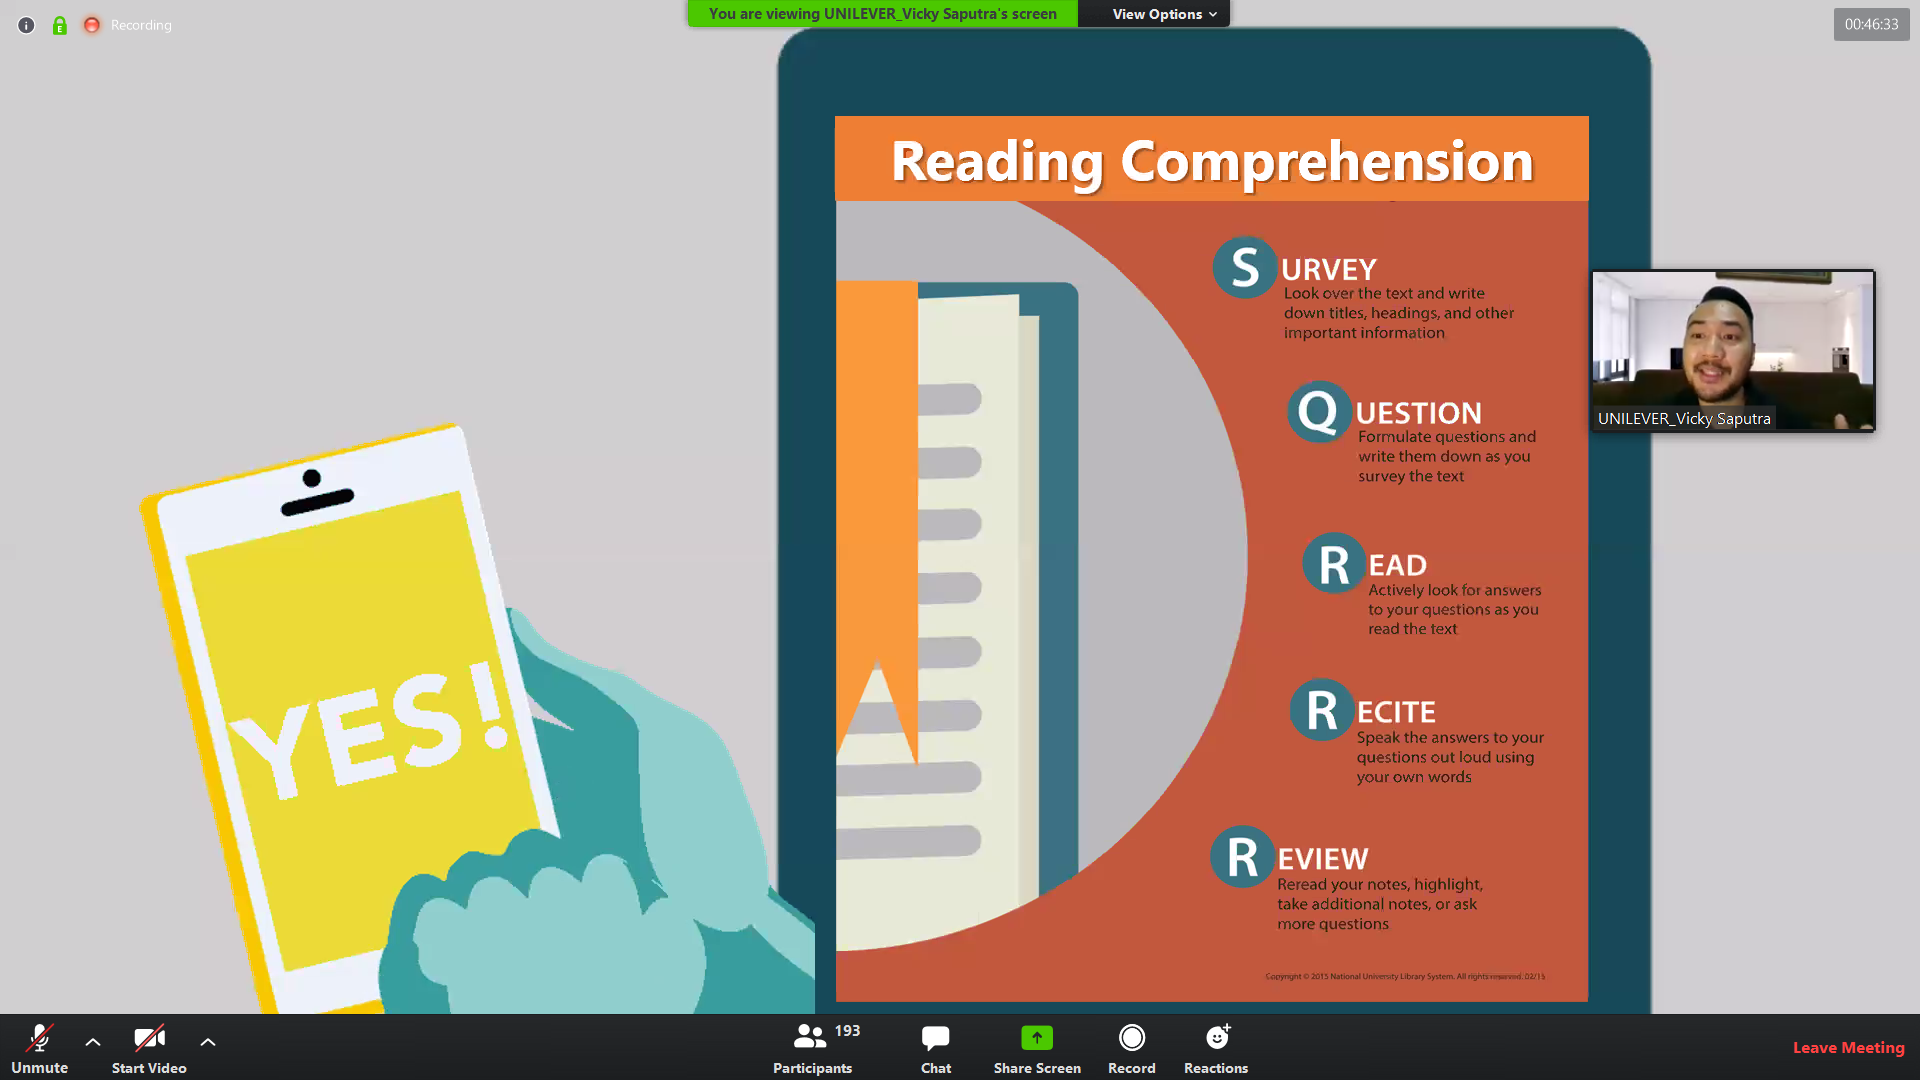 Recording
You are viewing UNILEVER_Vicky Saputra's screen
View Options
00:46:33
Reading Comprehension
SURVEY
Look over the text and write
down titles, headings, and other
important information
QUESTION
Formulate questions and
write them down as you
survey the text
READ
Actively look for answers
to your questions as you
read the text
RECITE
Speak the answers to your
questions out loud using
your own words
REVIEW
Reread your notes, highlight,
take additional notes, or ask
more questions
Copyright © 2015 National University Library System. All rights reserved. 02/15
YES!
UNILEVER_Vicky Saputra
Unmute
Start Video
193
Participants
Chat
Share Screen
Record
Reactions
Leave Meeting